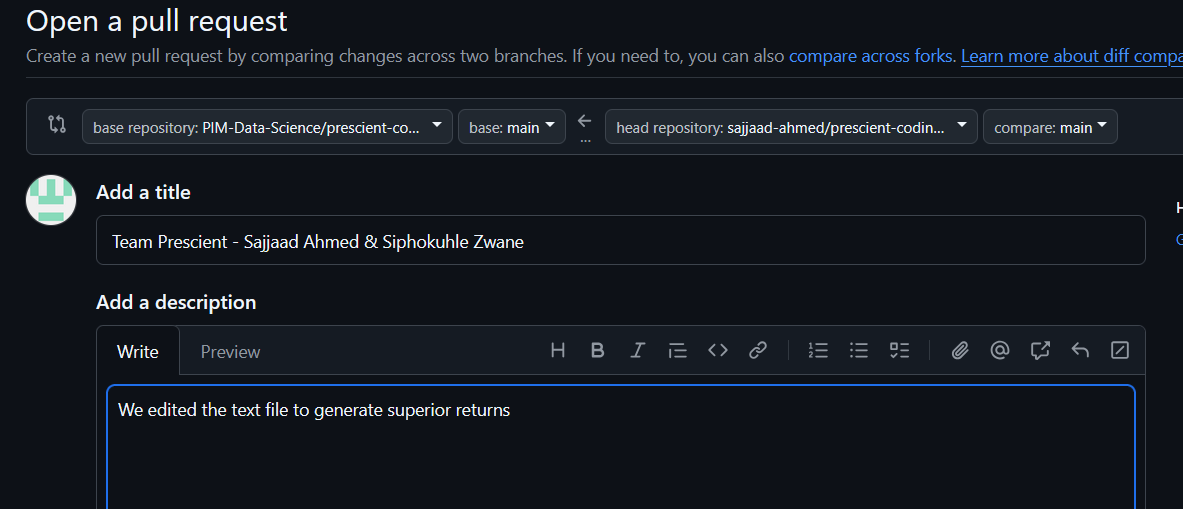 Open a pull request
Create a new pull request by comparing changes across two branches. If you need to, you can also compare across forks. Learn more about diff compa
base repository: PIM-Data-Science/prescient-co... base: main ← head repository: sajjaad-ahmed/prescient-codin... compare: main
...
Add a title
Team Prescient - Sajjaad Ahmed & Siphokuhle Zwane
Add a description
Write Preview
We edited the text file to generate superior returns